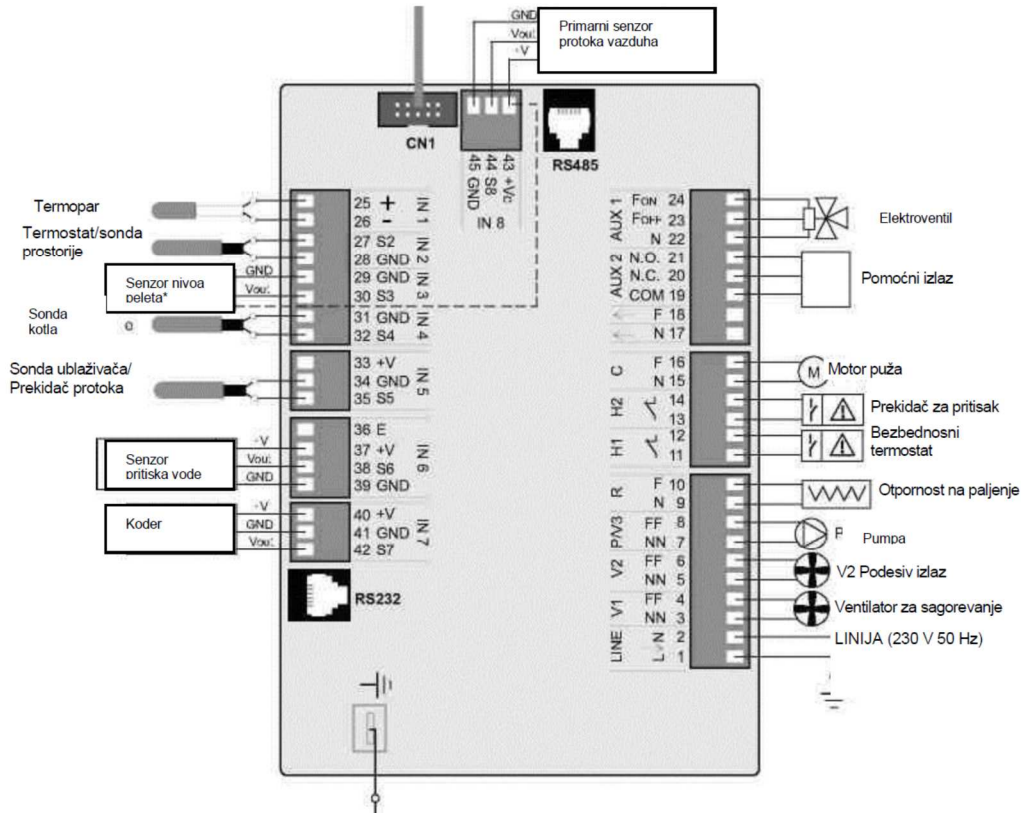 GND
Vout
+V
Primarni senzor
protoka vazduha
CN1
45 GND
44 S8
43 +Vc
IN 8
RS485
Termopar
Termostat/sonda
prostorije
GND
Vout
Senzor nivoa
peleta*
Sonda
kotla
o
Sonda ublaživača/
Prekidač protoka
+V
Vout
GND
Senzor
pritiska vode
+V
GND
Vout
Koder
25 +
26 -
IN 1
27 S2
28 GND
IN 2
29 GND
30 S3
IN 3
31 GND
32 S4
IN 4
33 +V
34 GND
35 S5
IN 5
36 E
37 +V
38 S6
39 GND
IN 6
40 +V
41 GND
42 S7
IN 7
RS232
AUX 1
FON 24
FOFF 23
N 22
Elektroventil
AUX 2
N.O. 21
N.C. 20
COM 19
Pomoćni izlaz
F 18
N 17
C
F 16
N 15
M
Motor puža
H2
14
13
Prekidač za pritisak
H1
12
11
Bezbednosni
termostat
R
F 10
N 9
Otpornost na paljenje
P/V3
FF 8
NN 7
P
Pumpa
V2
FF 6
NN 5
V2 Podesiv izlaz
V1
FF 4
NN 3
Ventilator za sagorevanje
LINE
N 2
L 1
LINIJA (230 V 50 Hz)